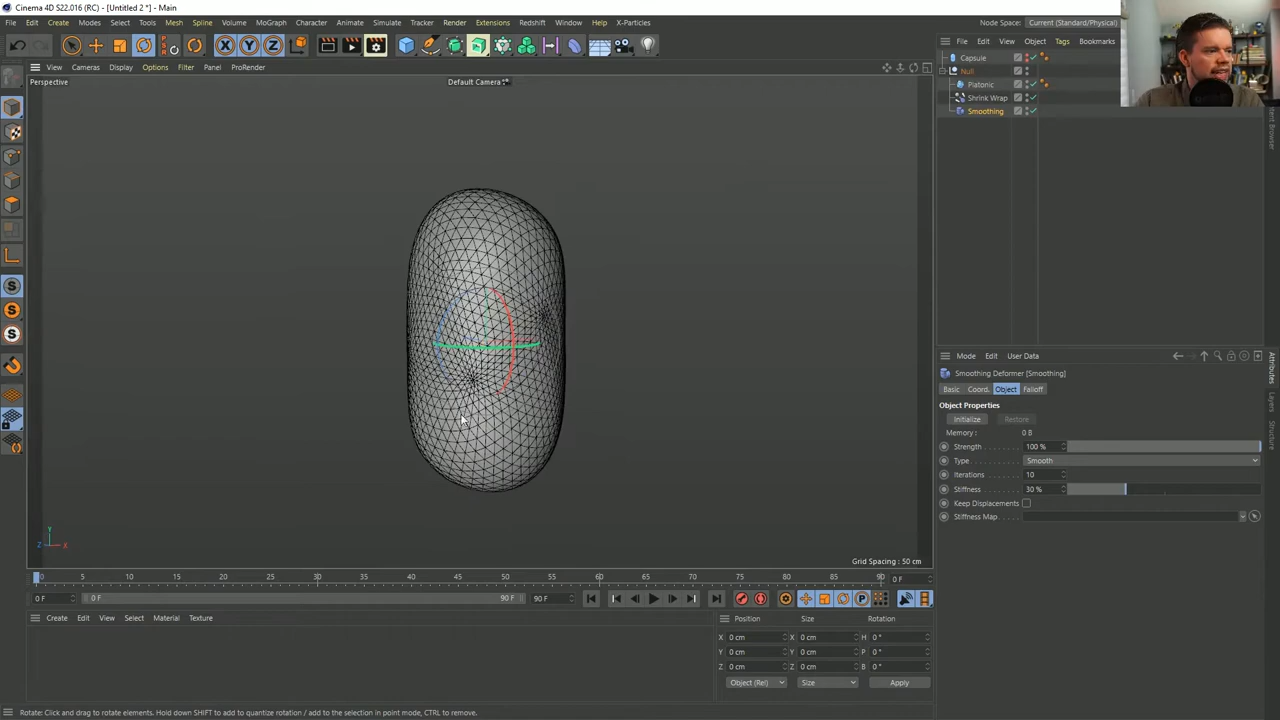 Cinema 4D S22.016 (RC) - [Untitled 2 *] - Main
File Edit Create Modes Select Tools Mesh Spline Volume MoGraph Character Animate Simulate Tracker Render Extensions Redshift Window Help X-Particles
Node Space: Current (Standard/Physical)
View Cameras Display Options Filter Panel ProRender
File Edit View Object Tags Bookmarks
Perspective
Default Camera
Capsule
Null
Platonic
Shrink Wrap
Smoothing
Content Browser
X Y Z
S
S
Mode Edit User Data
Smoothing Deformer [Smoothing]
Basic Coord. Object Falloff
Object Properties
Initialize Restore
Memory : 0 B
Strength 100 %
Type Smooth
Iterations 10
Stiffness 30 %
Keep Displacements
Stiffness Map
Attributes
Layers
Structure
Y
Z X
Grid Spacing : 50 cm
0 5 10 15 20 25 30 35 40 45 50 55 60 65 70 75 80 85 90 0 F
0 F 0 F 90 F 90 F
P
Create Edit View Select Material Texture
Position Size Rotation
X 0 cm X 0 cm H 0 °
Y 0 cm Y 0 cm P 0 °
Z 0 cm Z 0 cm B 0 °
Object (Rel) Size Apply
Rotate: Click and drag to rotate elements. Hold down SHIFT to add to quantize rotation / add to the selection in point mode, CTRL to remove.